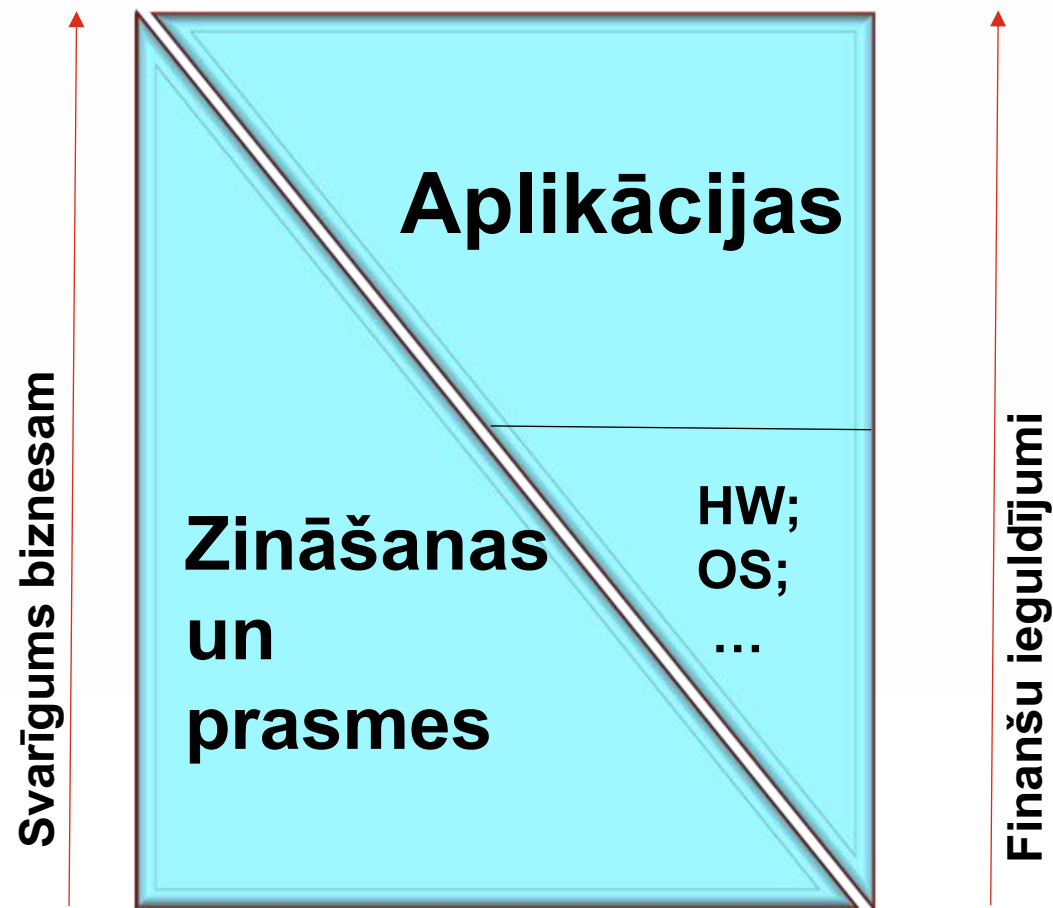 Svarīgums biznesam
Aplikācijas
Zināšanas
un
prasmes
HW;
OS;
…
Finanšu ieguldījumi